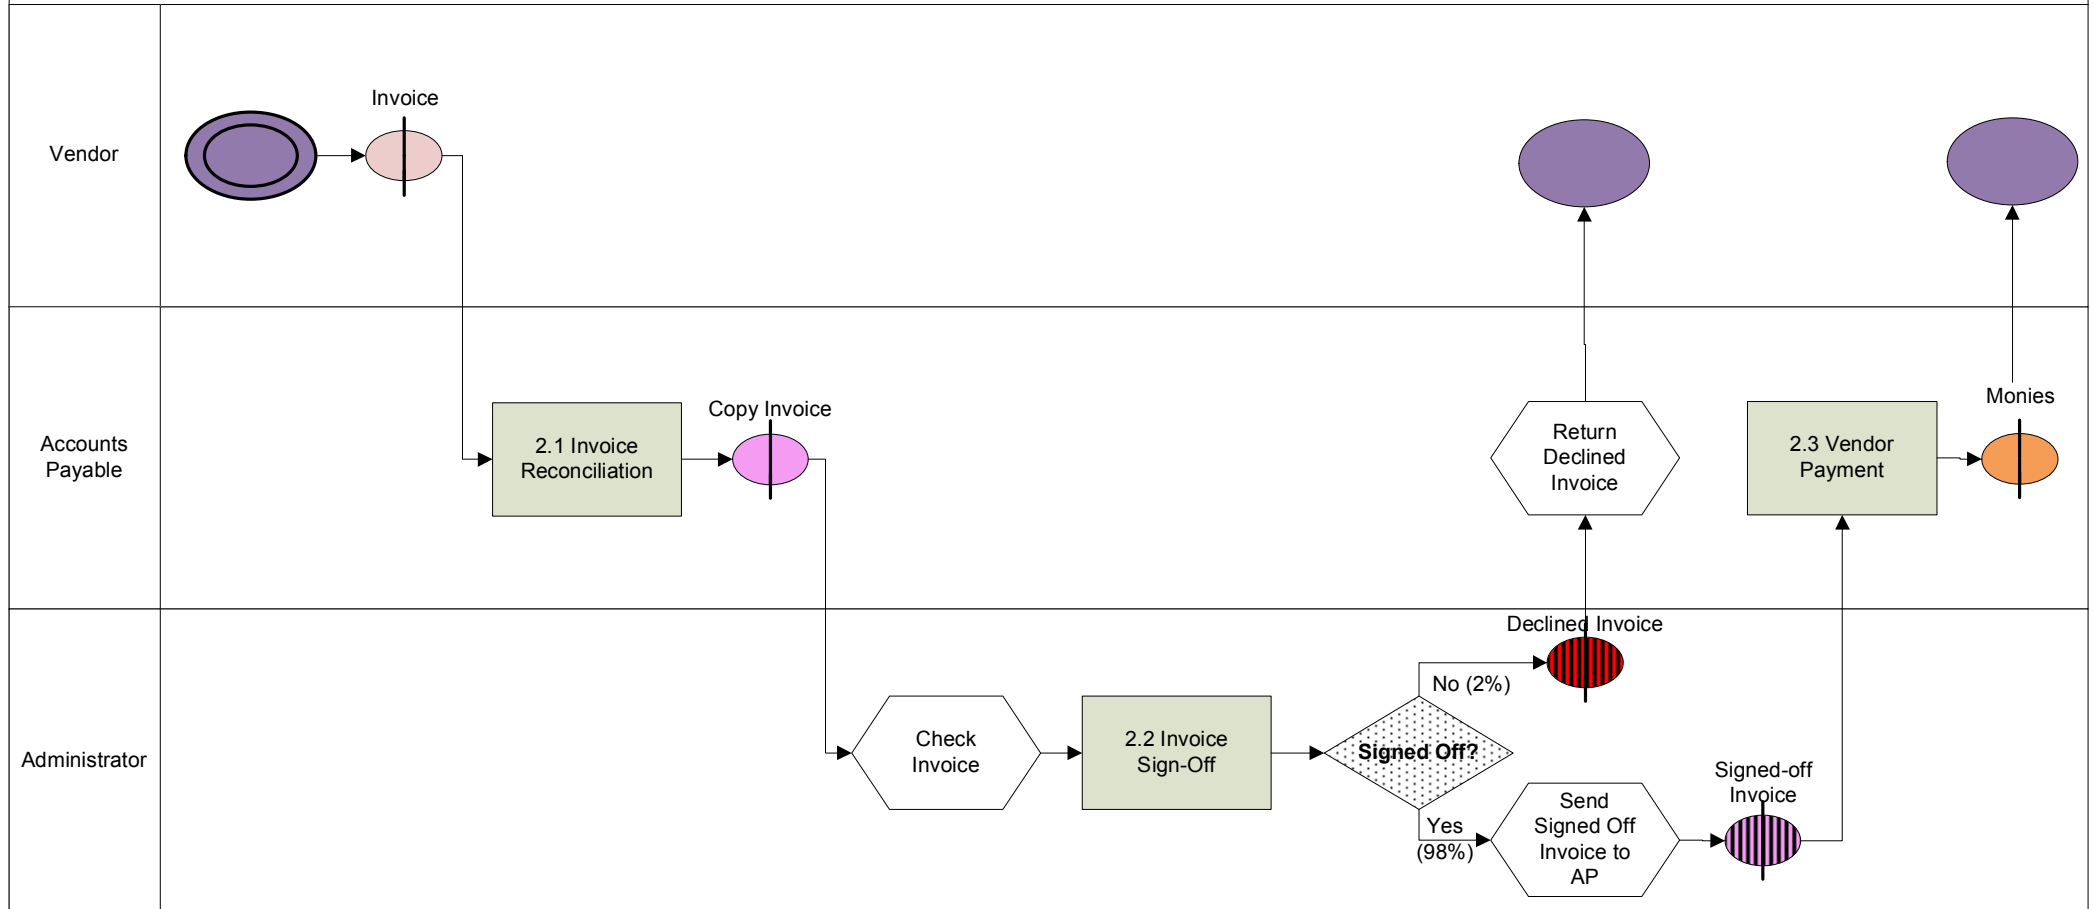 Vendor
Invoice
Accounts
Payable
2.1 Invoice
Reconciliation
Copy Invoice
Return
Declined
Invoice
2.3 Vendor
Payment
Monies
Administrator
Check
Invoice
2.2 Invoice
Sign-Off
Signed Off?
No (2%)
Declined Invoice
Yes
(98%)
Send
Signed Off
Invoice to
AP
Signed-off
Invoice